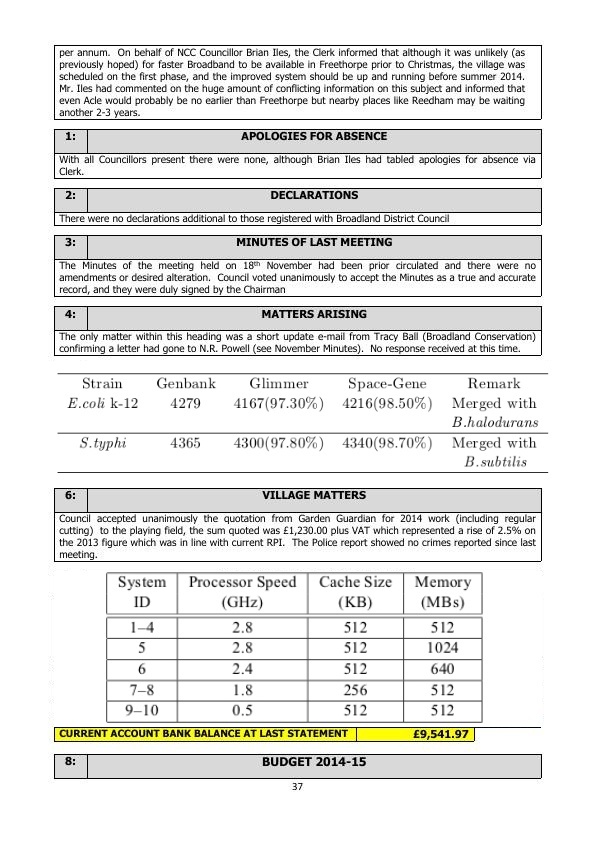 per annum. On behalf of NCC Councillor Brian Iles, the Clerk informed that although it was unlikely (as
previously hoped) for faster Broadband to be available in Freethorpe prior to Christmas, the village was
scheduled on the first phase, and the improved system should be up and running before summer 2014.
Mr. Iles had commented on the huge amount of conflicting information on this subject and informed that
even Acle would probably be no earlier than Freethorpe but nearby places like Reedham may be waiting
another 2-3 years.
1: APOLOGIES FOR ABSENCE
With all Councillors present there were none, although Brian Iles had tabled apologies for absence via
Clerk.
2: DECLARATIONS
There were no declarations additional to those registered with Broadland District Council
3: MINUTES OF LAST MEETING
The Minutes of the meeting held on 18th November had been prior circulated and there were no
amendments or desired alteration. Council voted unanimously to accept the Minutes as a true and accurate
record, and they were duly signed by the Chairman
4: MATTERS ARISING
The only matter within this heading was a short update e-mail from Tracy Ball (Broadland Conservation)
confirming a letter had gone to N.R. Powell (see November Minutes). No response received at this time.
Strain Genbank Glimmer Space-Gene Remark
E.coli k-12 4279 4167(97.30%) 4216(98.50%) Merged with
B.halodurans
S.typhi 4365 4300(97.80%) 4340(98.70%) Merged with
B.subtilis
6: VILLAGE MATTERS
Council accepted unanimously the quotation from Garden Guardian for 2014 work (including regular
cutting) to the playing field, the sum quoted was £1,230.00 plus VAT which represented a rise of 2.5% on
the 2013 figure which was in line with current RPI. The Police report showed no crimes reported since last
meeting.
System Processor Speed Cache Size Memory
ID (GHz) (KB) (MBs)
1–4 2.8 512 512
5 2.8 512 1024
6 2.4 512 640
7–8 1.8 256 512
9–10 0.5 512 512
CURRENT ACCOUNT BANK BALANCE AT LAST STATEMENT £9,541.97
8: BUDGET 2014-15
37